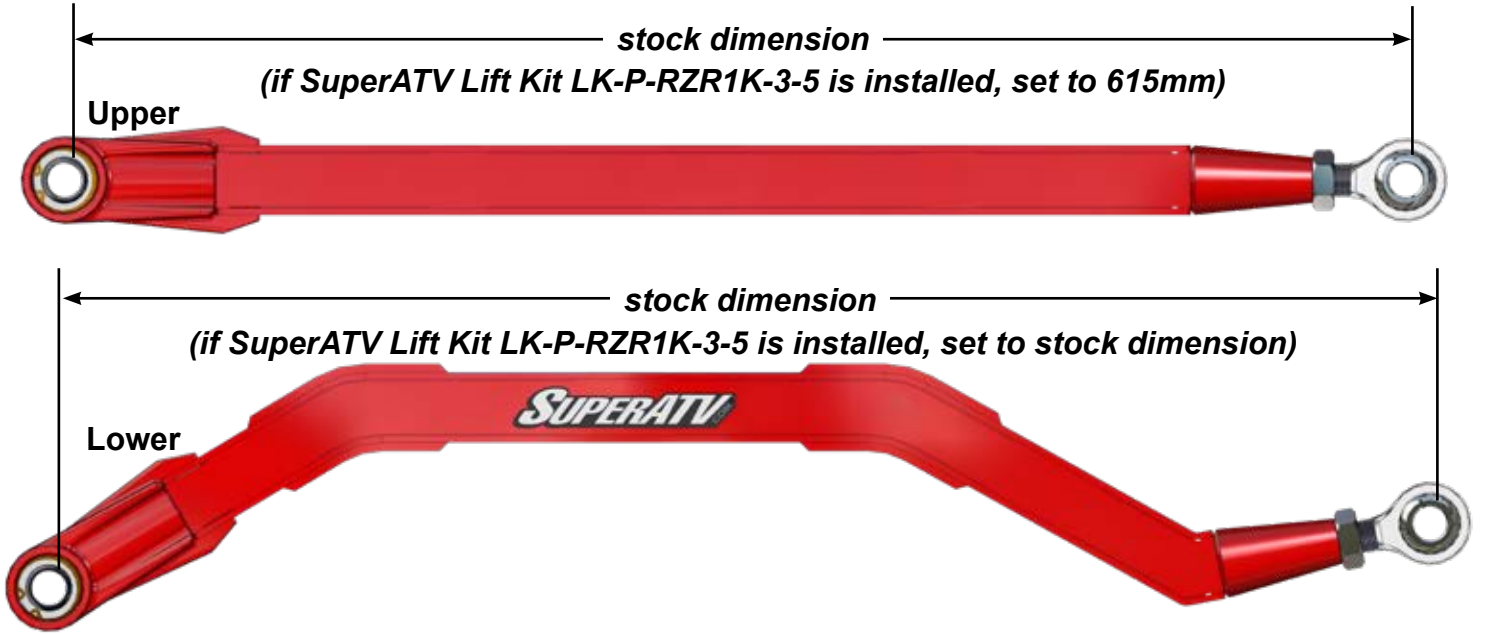 stock dimension
(if SuperATV Lift Kit LK-P-RZR1K-3-5 is installed, set to 615mm)
Upper
stock dimension
(if SuperATV Lift Kit LK-P-RZR1K-3-5 is installed, set to stock dimension)
SUPERATV
Lower